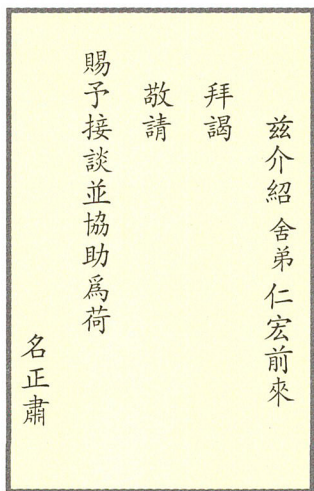 茲介紹舍弟仁宏前來
拜謁
敬請
賜予接談並協助為荷
名正肅